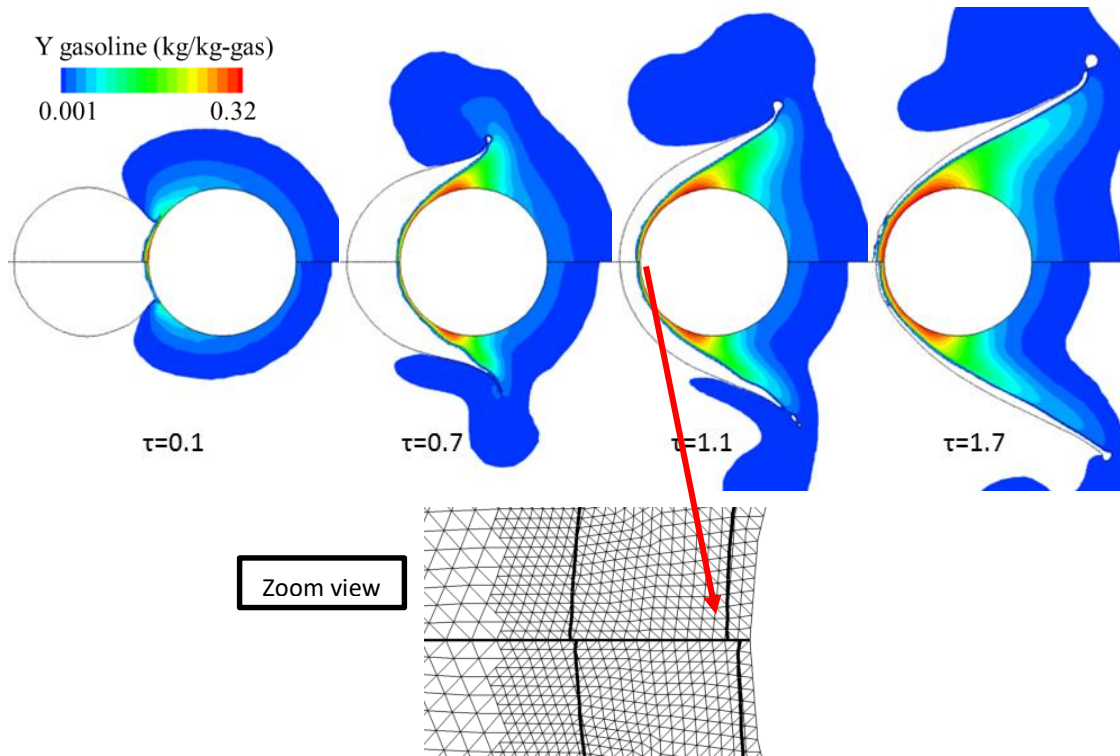 Y gasoline (kg/kg-gas)
0.001 0.32
τ=0.1 τ=0.7 τ=1.1 τ=1.7
Zoom view